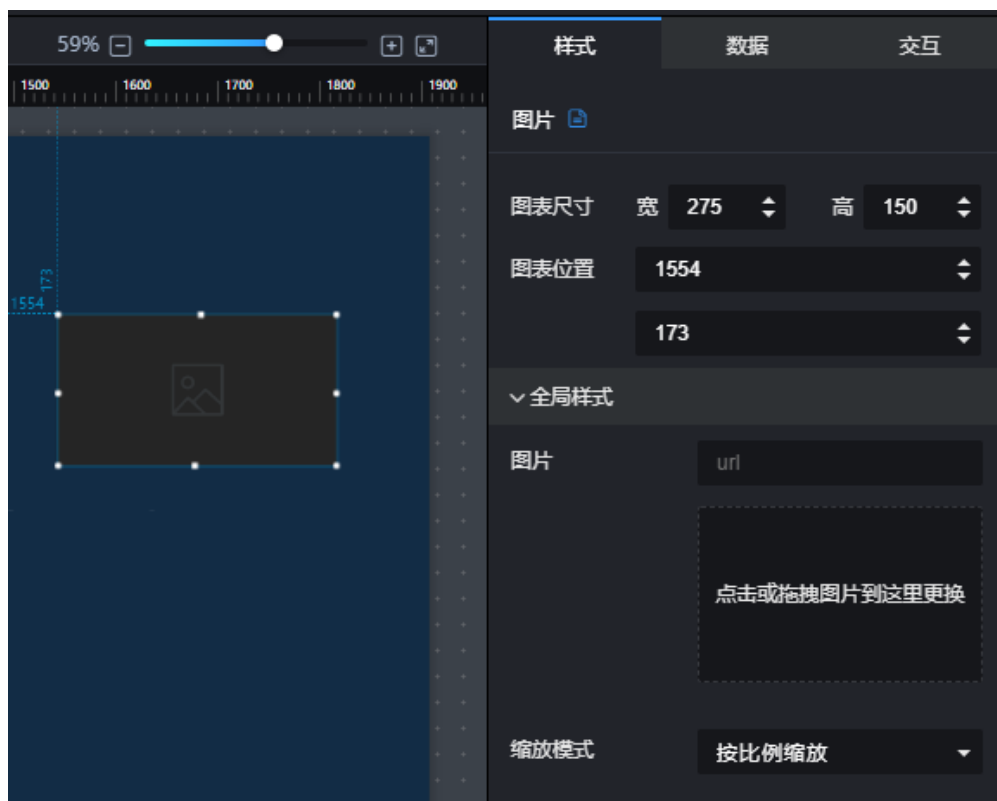 59%
样式 数据 交互
1500 1600 1700 1800 1900
图片
图表尺寸 宽 275 高 150
图表位置 1554
173
173
1554
全局样式
图片 url
点击或拖拽图片到这里更换
缩放模式 按比例缩放